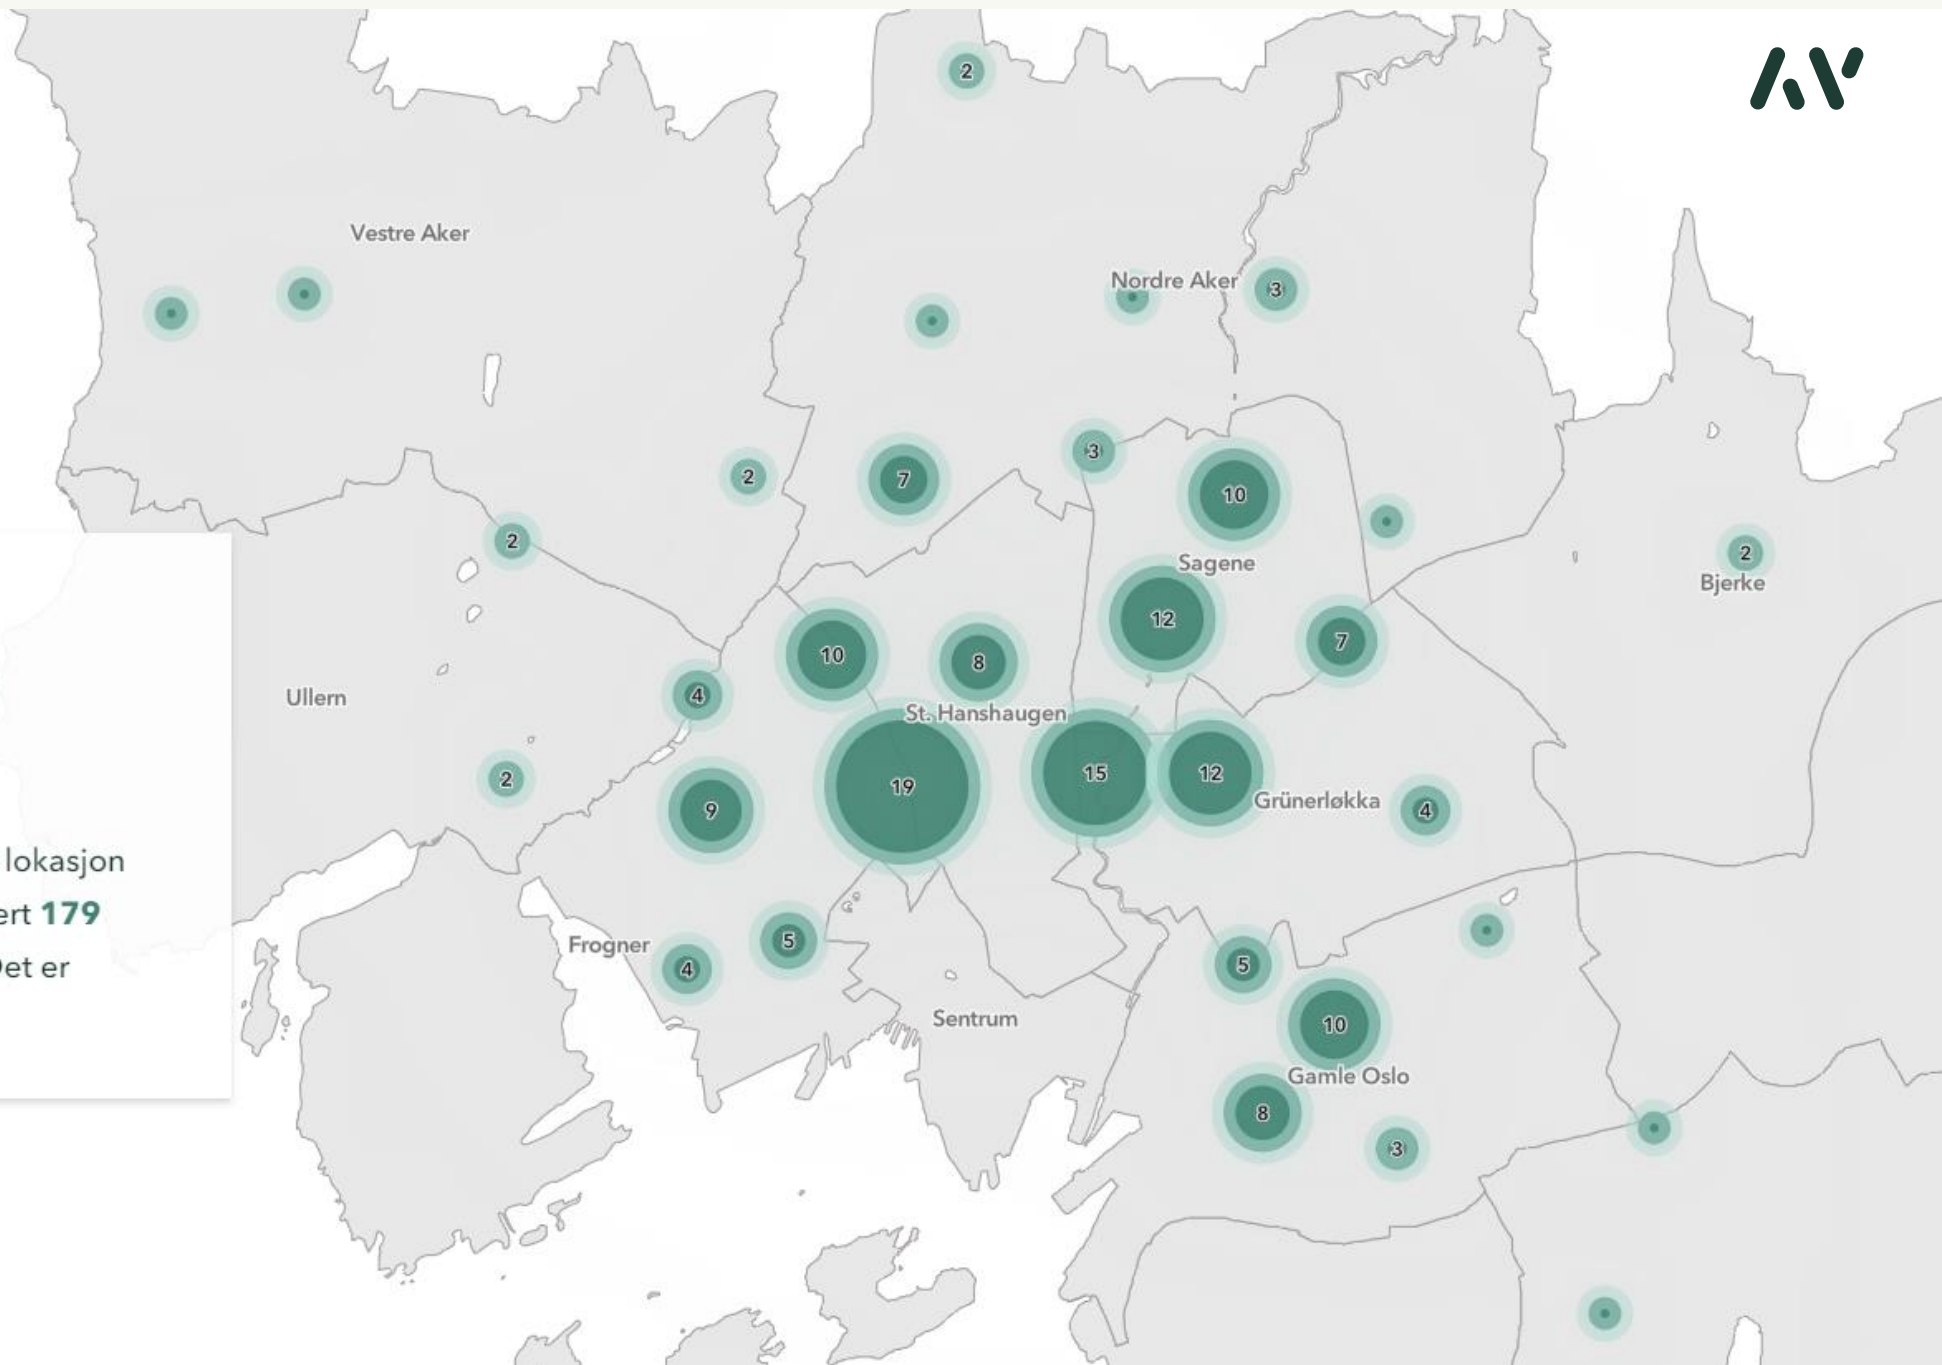 2
Vestre Aker
Nordre Aker
3
3
2
7
10
2
Sagene
2
Bjerke
12
7
10
8
4
Ullern
St. Hanshaugen
15
12
19
2
9
Grünerløkka
4
lokasjon
ert 179
Det er
5
Frogner
4
5
Sentrum
10
Gamle Oslo
8
3